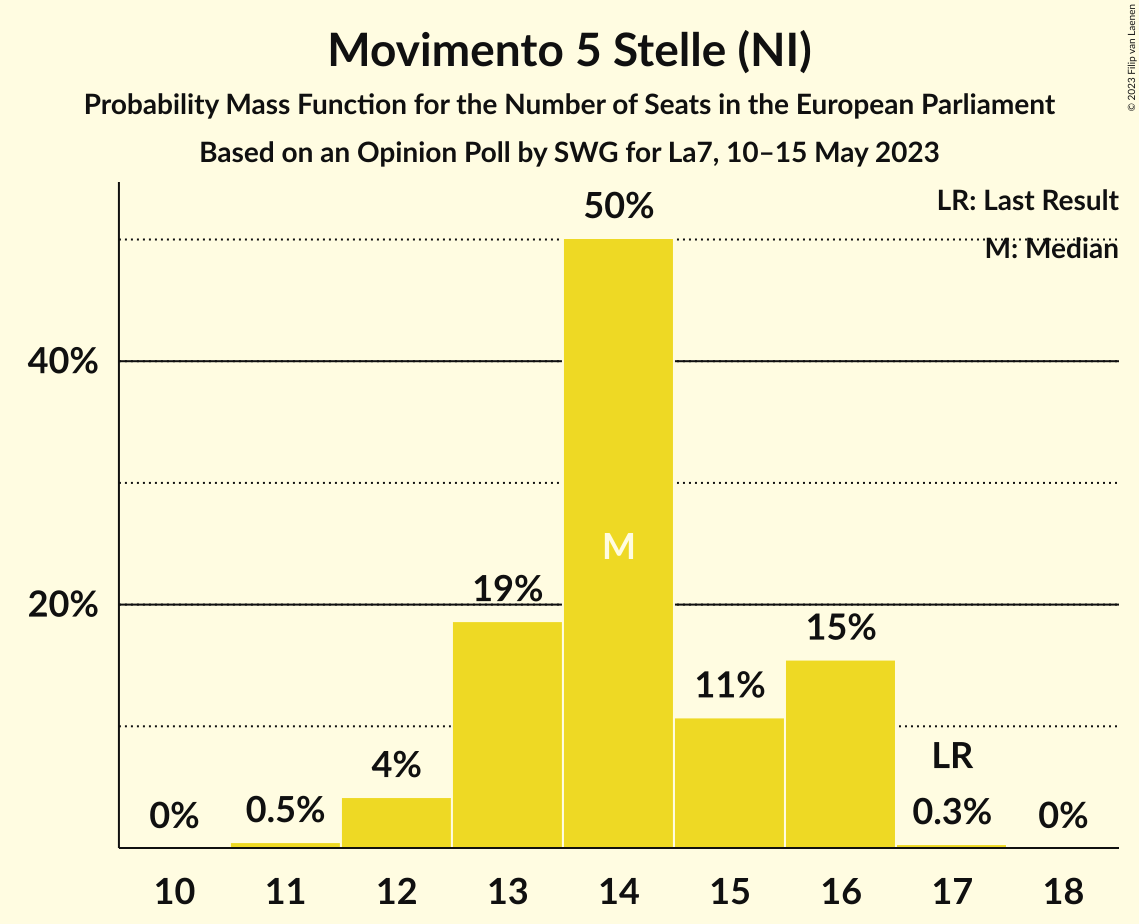 Movimento 5 Stelle (NI)
Probability Mass Function for the Number of Seats in the European Parliament
Based on an Opinion Poll by SWG for La7, 10–15 May 2023
© 2023 Filip van Laenen
LR: Last Result
M: Median
50%
40%
M
19%
20%
15%
11%
4%
LR
0%
0.5%
0.3%
0%
10 11 12 13 14 15 16 17 18